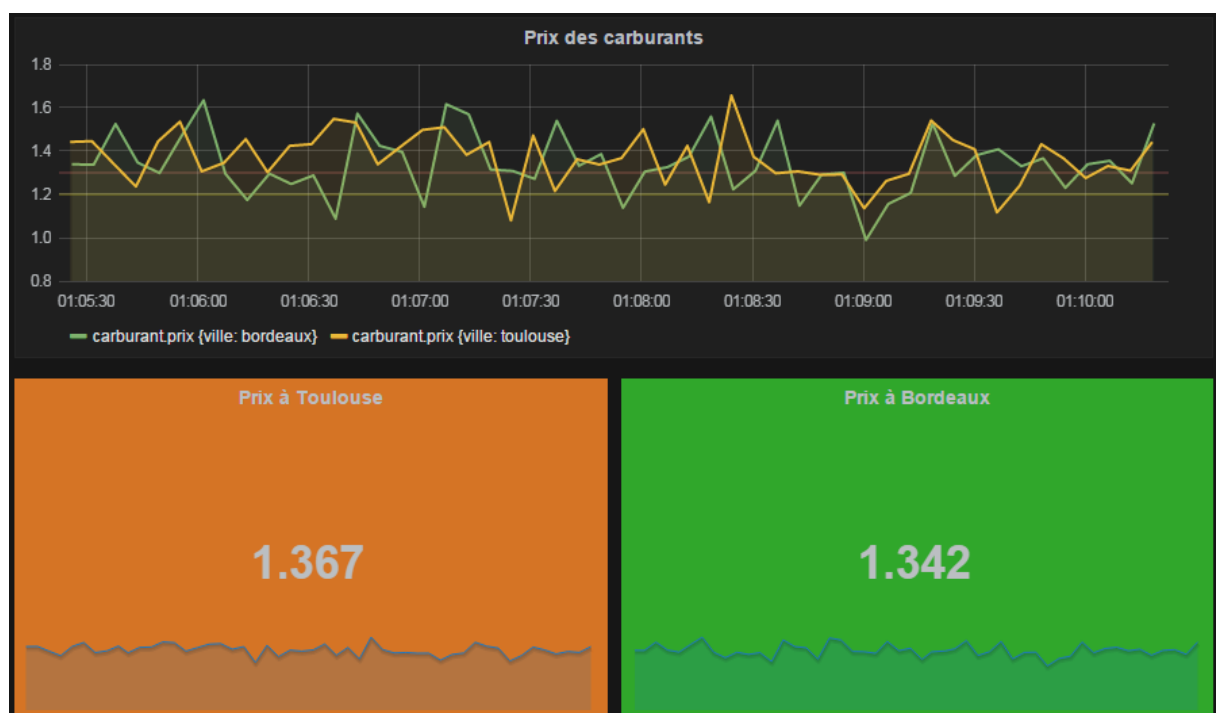 Prix des carburants
1.8
1.6
1.4
1.2
1.0
0.8
01:05:30 01:06:00 01:06:30 01:07:00 01:07:30 01:08:00 01:08:30 01:09:00 01:09:30 01:10:00
carburant.prix {ville: bordeaux} carburant.prix {ville: toulouse}
Prix à Toulouse
1.367
Prix à Bordeaux
1.342